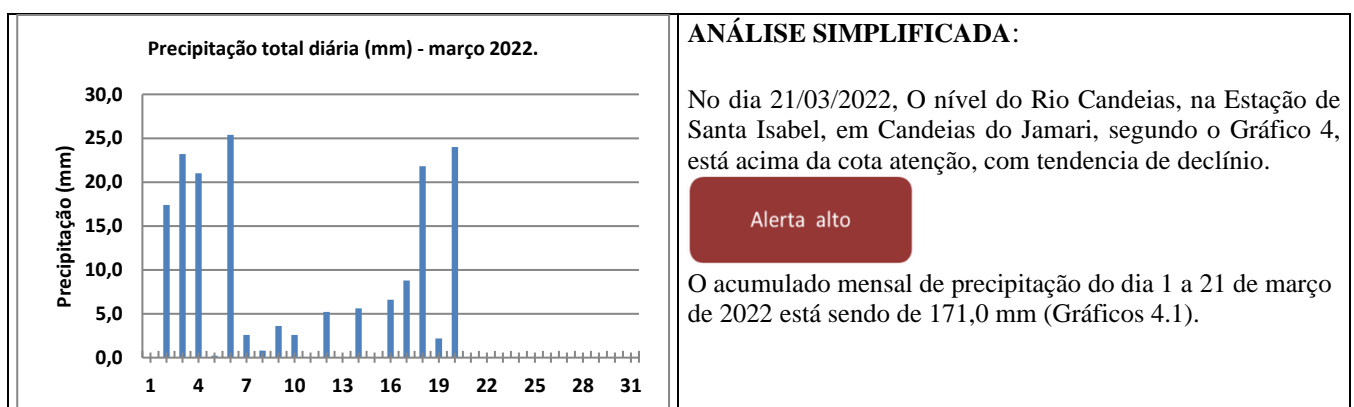 Precipitação total diária (mm) - março 2022.
Precipitação (mm)
30,0
25,0
20,0
15,0
10,0
5,0
0,0
1 4 7 10 13 16 19 22 25 28 31
ANÁLISE SIMPLIFICADA:
No dia 21/03/2022, O nível do Rio Candeias, na Estação de
Santa Isabel, em Candeias do Jamari, segundo o Gráfico 4,
está acima da cota atenção, com tendencia de declínio.
Alerta alto
O acumulado mensal de precipitação do dia 1 a 21 de março
de 2022 está sendo de 171,0 mm (Gráficos 4.1).